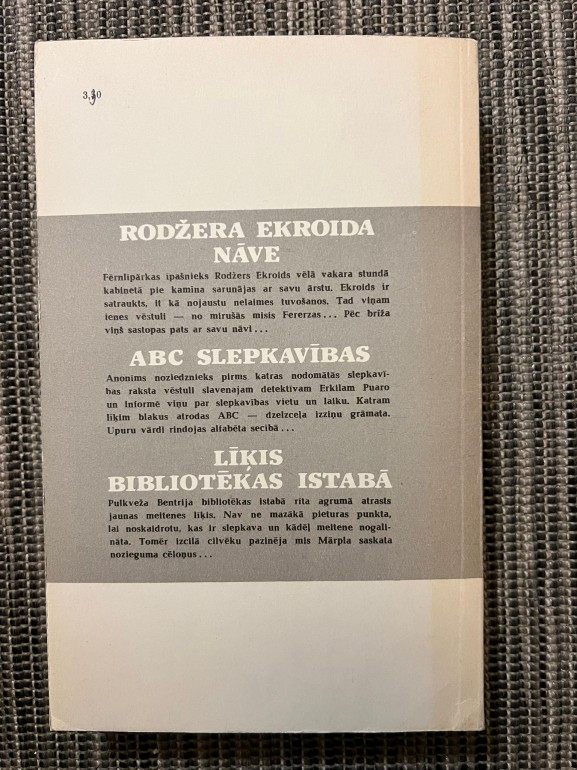 3,30
RODŽERA EKROIDA
NĀVE
Fērnlipārkas īpašnieks Rodžers Ekroids vēlā vakara stundā
kabinetā pie kamīna sarunājas ar savu ārstu. Ekroids ir
satraukts, it kā nojaustu nelaimes tuvošanos. Tad viņam
ienes vēstuli — no mirušās misis Fererzas... Pēc brīža
viņš sastopas pats ar savu nāvi...
ABC SLEPKAVĪBAS
Anonīms noziedznieks pirms katras nodomātās slepkavī-
bas raksta vēstuli slavenajam detektīvam Erkilam Puaro
un informē viņu par slepkavības vietu un laiku. Katram
līķim blakus atrodas ABC — dzelzceļa izziņu grāmata.
Upuru vārdi rindojas alfabēta secībā...
LĪĶIS
BIBLIOTĒKAS ISTABĀ
Pulkveža Bentrija bibliotēkas istabā rīta agrumā atrasts
jaunas meitenes līķis. Nav ne mazākā pieturas punkta,
lai noskaidrotu, kas ir slepkava un kādēļ meitene nogali-
nāta. Tomēr izcilā cilvēku pazinēja mis Mārpla saskata
nozieguma cēloņus...